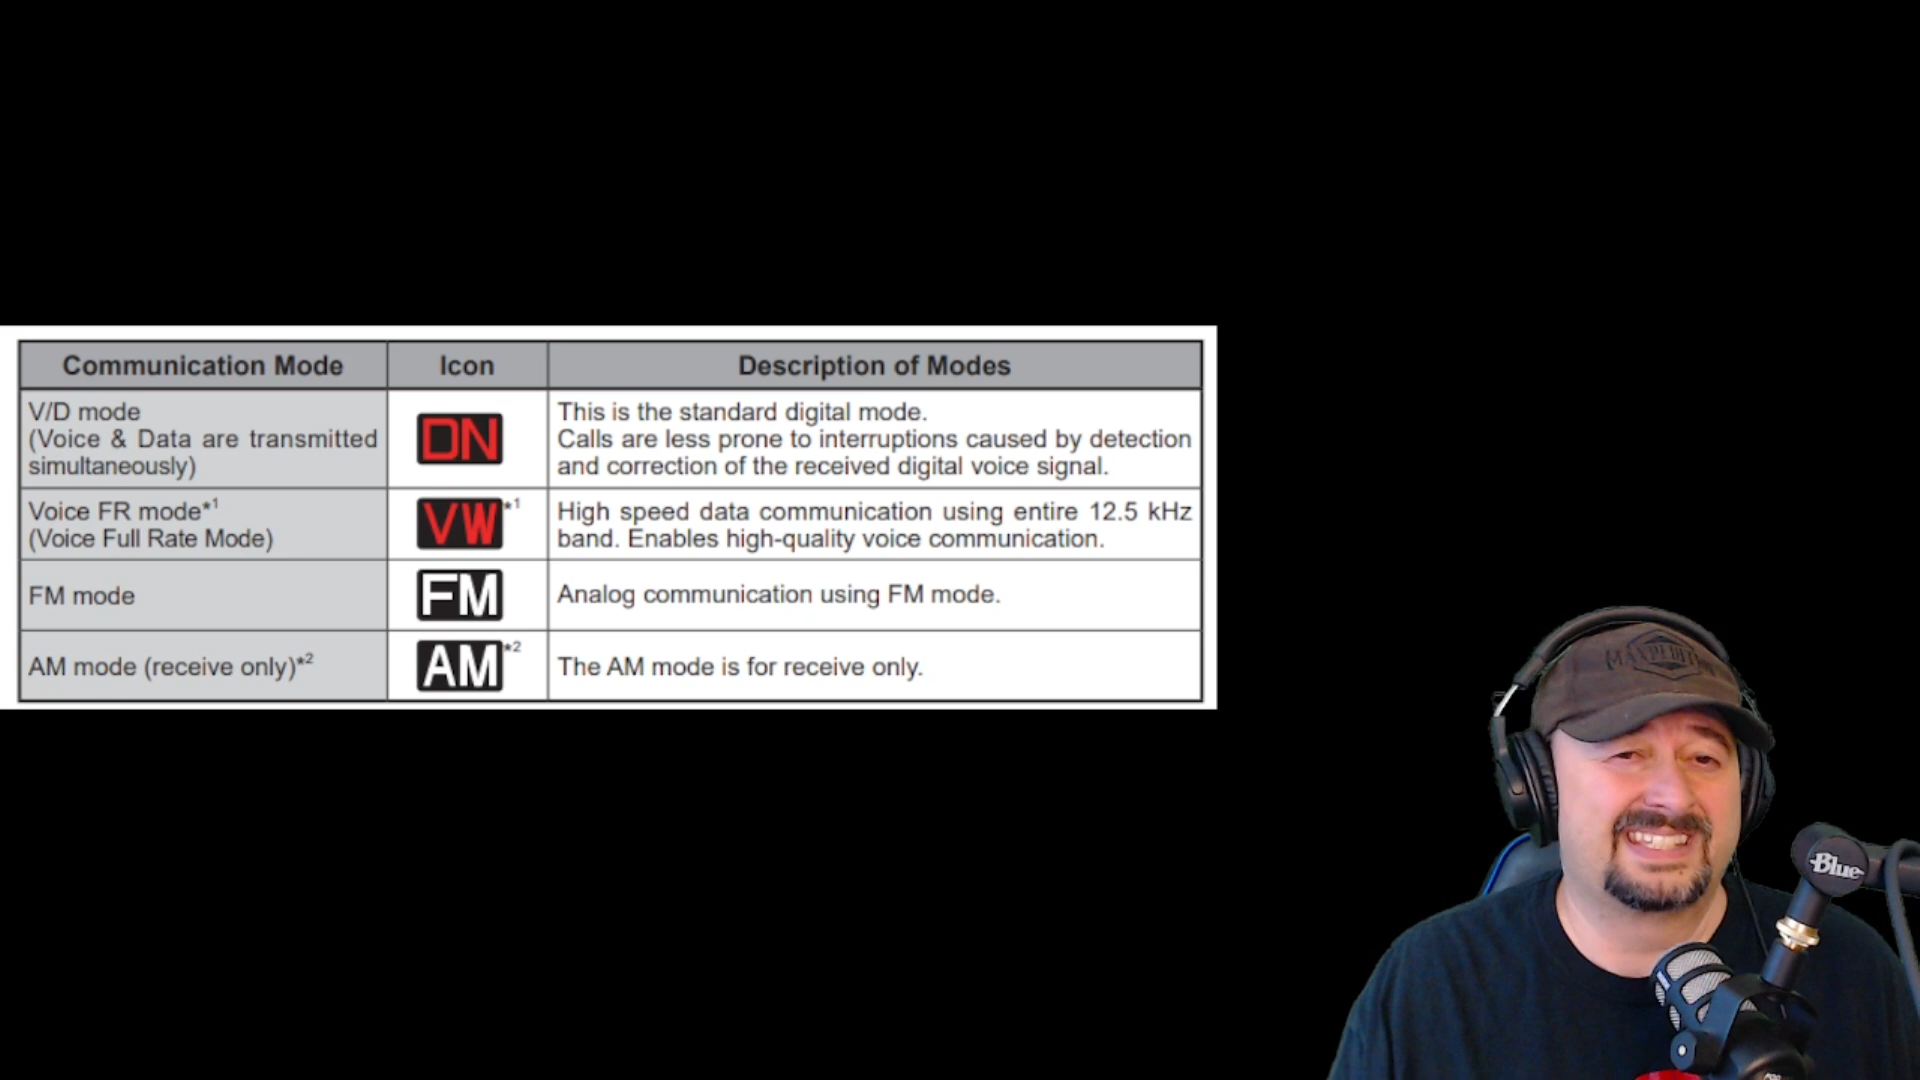 Communication Mode Icon Description of Modes
V/D mode
(Voice & Data are transmitted
simultaneously)
DN
This is the standard digital mode.
Calls are less prone to interruptions caused by detection
and correction of the received digital voice signal.
Voice FR mode*1
(Voice Full Rate Mode)
VW*1
High speed data communication using entire 12.5 kHz
band. Enables high-quality voice communication.
FM mode
FM
Analog communication using FM mode.
AM mode (receive only)*2
AM*2
The AM mode is for receive only.
MAXPEDITION
Blue